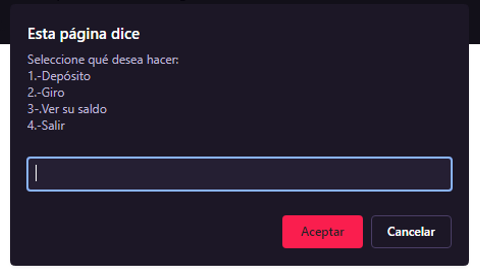 Esta página dice
Seleccione qué desea hacer:
1.-Depósito
2.-Giro
3-.Ver su saldo
4.-Salir
Aceptar
Cancelar